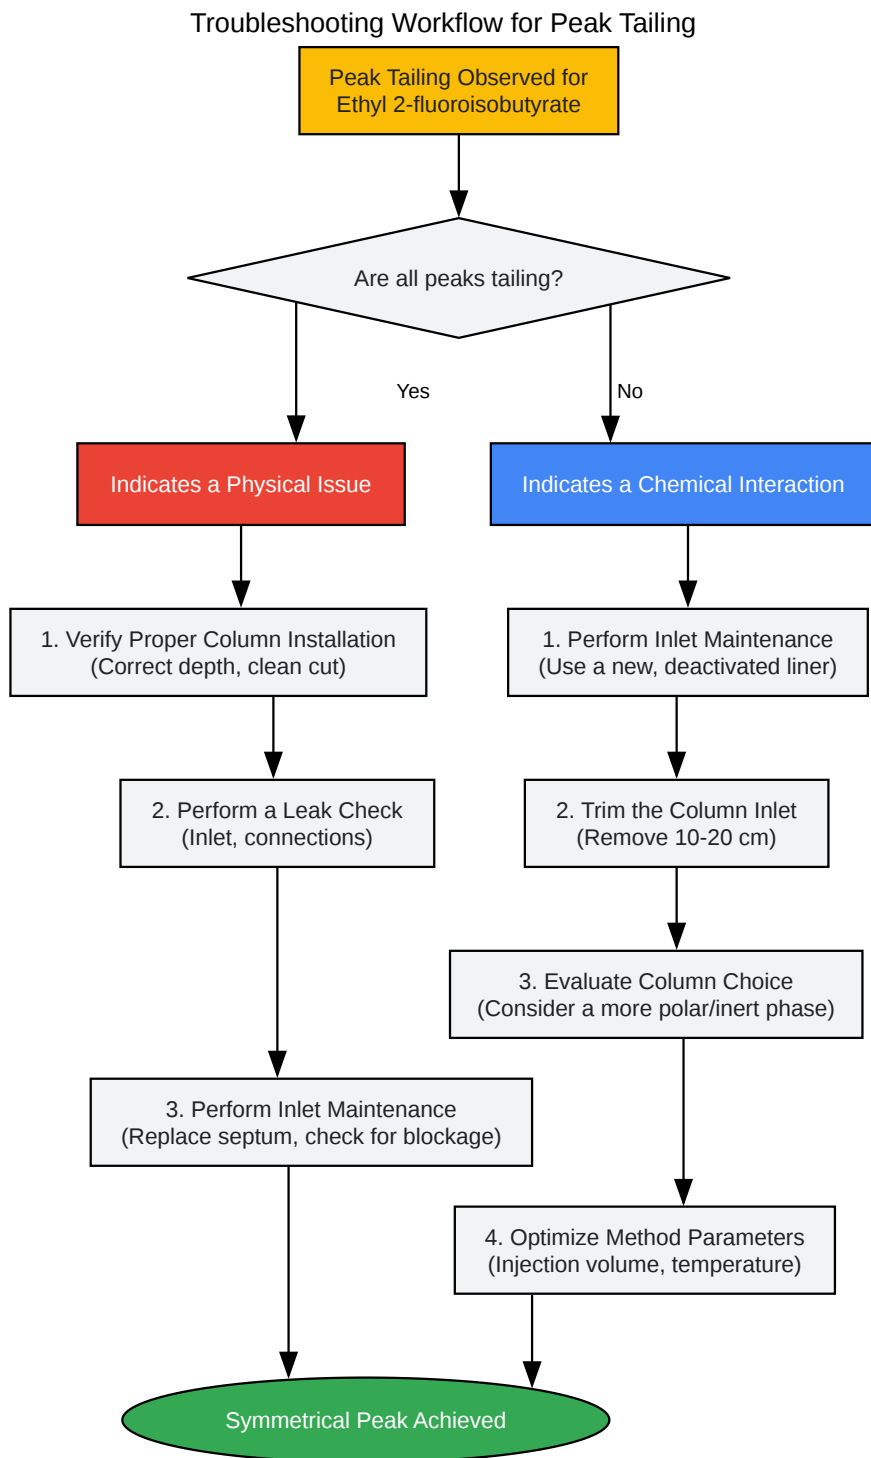 Troubleshooting Workflow for Peak Tailing
Peak Tailing Observed for
Ethyl 2-fluoroisobutyrate
Are all peaks tailing?
Yes
No
Indicates a Physical Issue
Indicates a Chemical Interaction
1. Verify Proper Column Installation
(Correct depth, clean cut)
1. Perform Inlet Maintenance
(Use a new, deactivated liner)
2. Perform a Leak Check
(Inlet, connections)
2. Trim the Column Inlet
(Remove 10-20 cm)
3. Evaluate Column Choice
(Consider a more polar/inert phase)
3. Perform Inlet Maintenance
(Replace septum, check for blockage)
4. Optimize Method Parameters
(Injection volume, temperature)
Symmetrical Peak Achieved